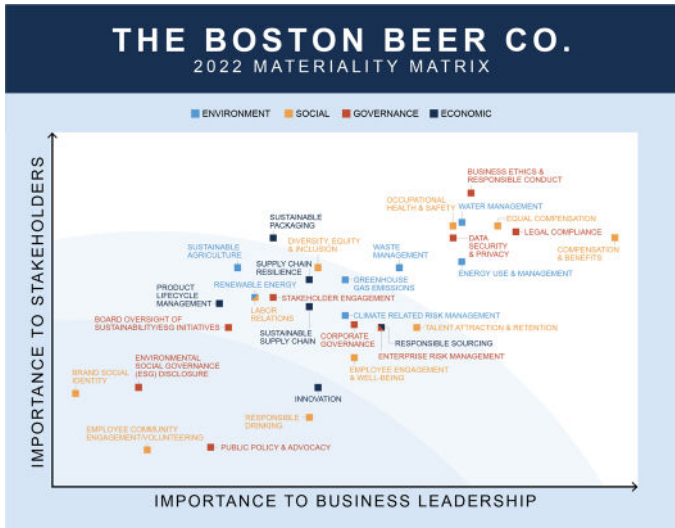 THE BOSTON BEER CO.
2022 MATERIALITY MATRIX
ENVIRONMENT
SOCIAL
GOVERNANCE
ECONOMIC
IMPORTANCE TO STAKEHOLDERS
BUSINESS ETHICS &
RESPONSIBLE CONDUCT
OCCUPATIONAL
HEALTH & SAFETY
WATER MANAGEMENT
EQUAL COMPENSATION
SUSTAINABLE
PACKAGING
LEGAL COMPLIANCE
DIVERSITY, EQUITY
& INCLUSION
DATA
SECURITY
& PRIVACY
COMPENSATION
& BENEFITS
SUSTAINABLE
AGRICULTURE
WASTE
MANAGEMENT
SUPPLY CHAIN
RESILIENCE
ENERGY USE & MANAGEMENT
RENEWABLE ENERGY
GREENHOUSE
GAS EMISSIONS
PRODUCT
LIFECYCLE
MANAGEMENT
STAKEHOLDER ENGAGEMENT
LABOR
RELATIONS
CLIMATE RELATED RISK MANAGEMENT
BOARD OVERSIGHT OF
SUSTAINABILITY/ESG INITIATIVES
SUSTAINABLE
SUPPLY CHAIN
CORPORATE
GOVERNANCE
TALENT ATTRACTION & RETENTION
RESPONSIBLE SOURCING
ENTERPRISE RISK MANAGEMENT
ENVIRONMENTAL
SOCIAL GOVERNANCE
(ESG) DISCLOSURE
EMPLOYEE ENGAGEMENT
& WELL-BEING
BRAND SOCIAL
IDENTITY
INNOVATION
RESPONSIBLE
DRINKING
EMPLOYEE COMMUNITY
ENGAGEMENT/VOLUNTEERING
PUBLIC POLICY & ADVOCACY
IMPORTANCE TO BUSINESS LEADERSHIP